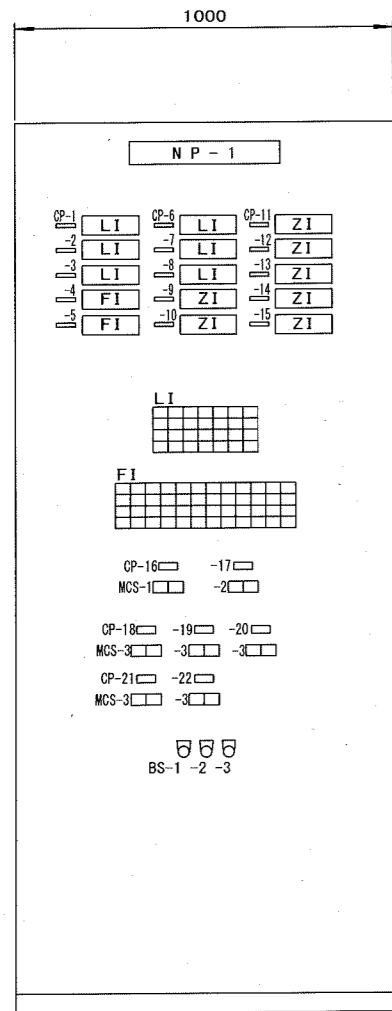 1000
NP-1
CP-1 LI CP-6 LI CP-11 ZI
-2 LI -7 LI -12 ZI
-3 LI -8 LI -13 ZI
-4 FI -9 ZI -14 ZI
-5 FI -10 ZI -15 ZI
LI
FI
CP-16 -17
MCS-1 -2
CP-18 -19 -20
MCS-3 -3 -3
CP-21 -22
MCS-3 -3
BS-1 -2 -3